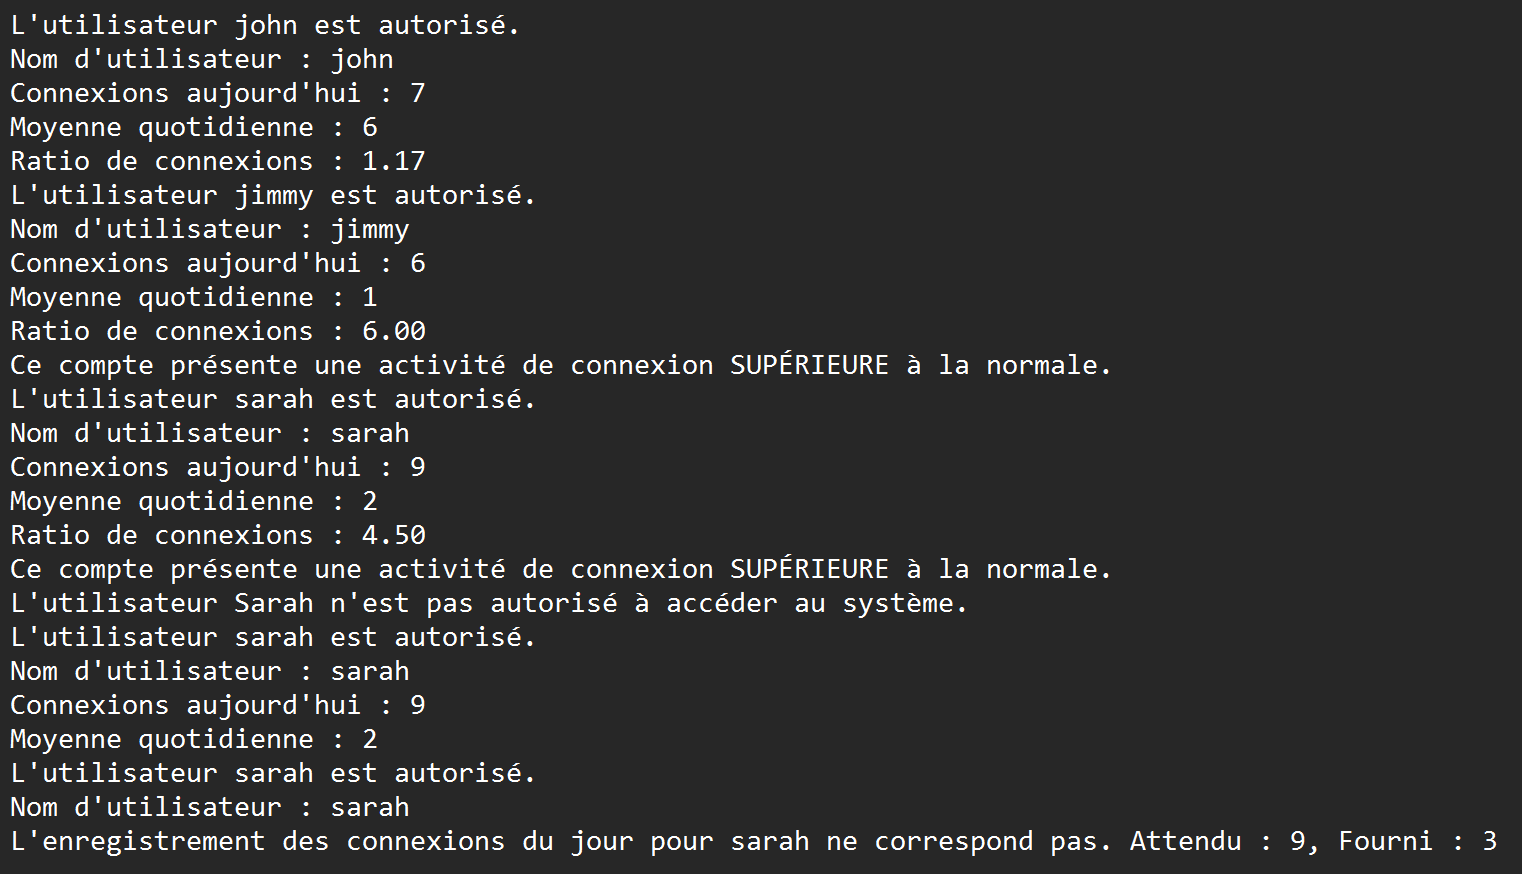 L'utilisateur john est autorisé.
Nom d'utilisateur : john
Connexions aujourd'hui : 7
Moyenne quotidienne : 6
Ratio de connexions : 1.17
L'utilisateur jimmy est autorisé.
Nom d'utilisateur : jimmy
Connexions aujourd'hui : 6
Moyenne quotidienne : 1
Ratio de connexions : 6.00
Ce compte présente une activité de connexion SUPÉRIEURE à la normale.
L'utilisateur sarah est autorisé.
Nom d'utilisateur : sarah
Connexions aujourd'hui : 9
Moyenne quotidienne : 2
Ratio de connexions : 4.50
Ce compte présente une activité de connexion SUPÉRIEURE à la normale.
L'utilisateur Sarah n'est pas autorisé à accéder au système.
L'utilisateur sarah est autorisé.
Nom d'utilisateur : sarah
Connexions aujourd'hui : 9
Moyenne quotidienne : 2
L'utilisateur sarah est autorisé.
Nom d'utilisateur : sarah
L'enregistrement des connexions du jour pour sarah ne correspond pas. Attendu : 9, Fourni : 3